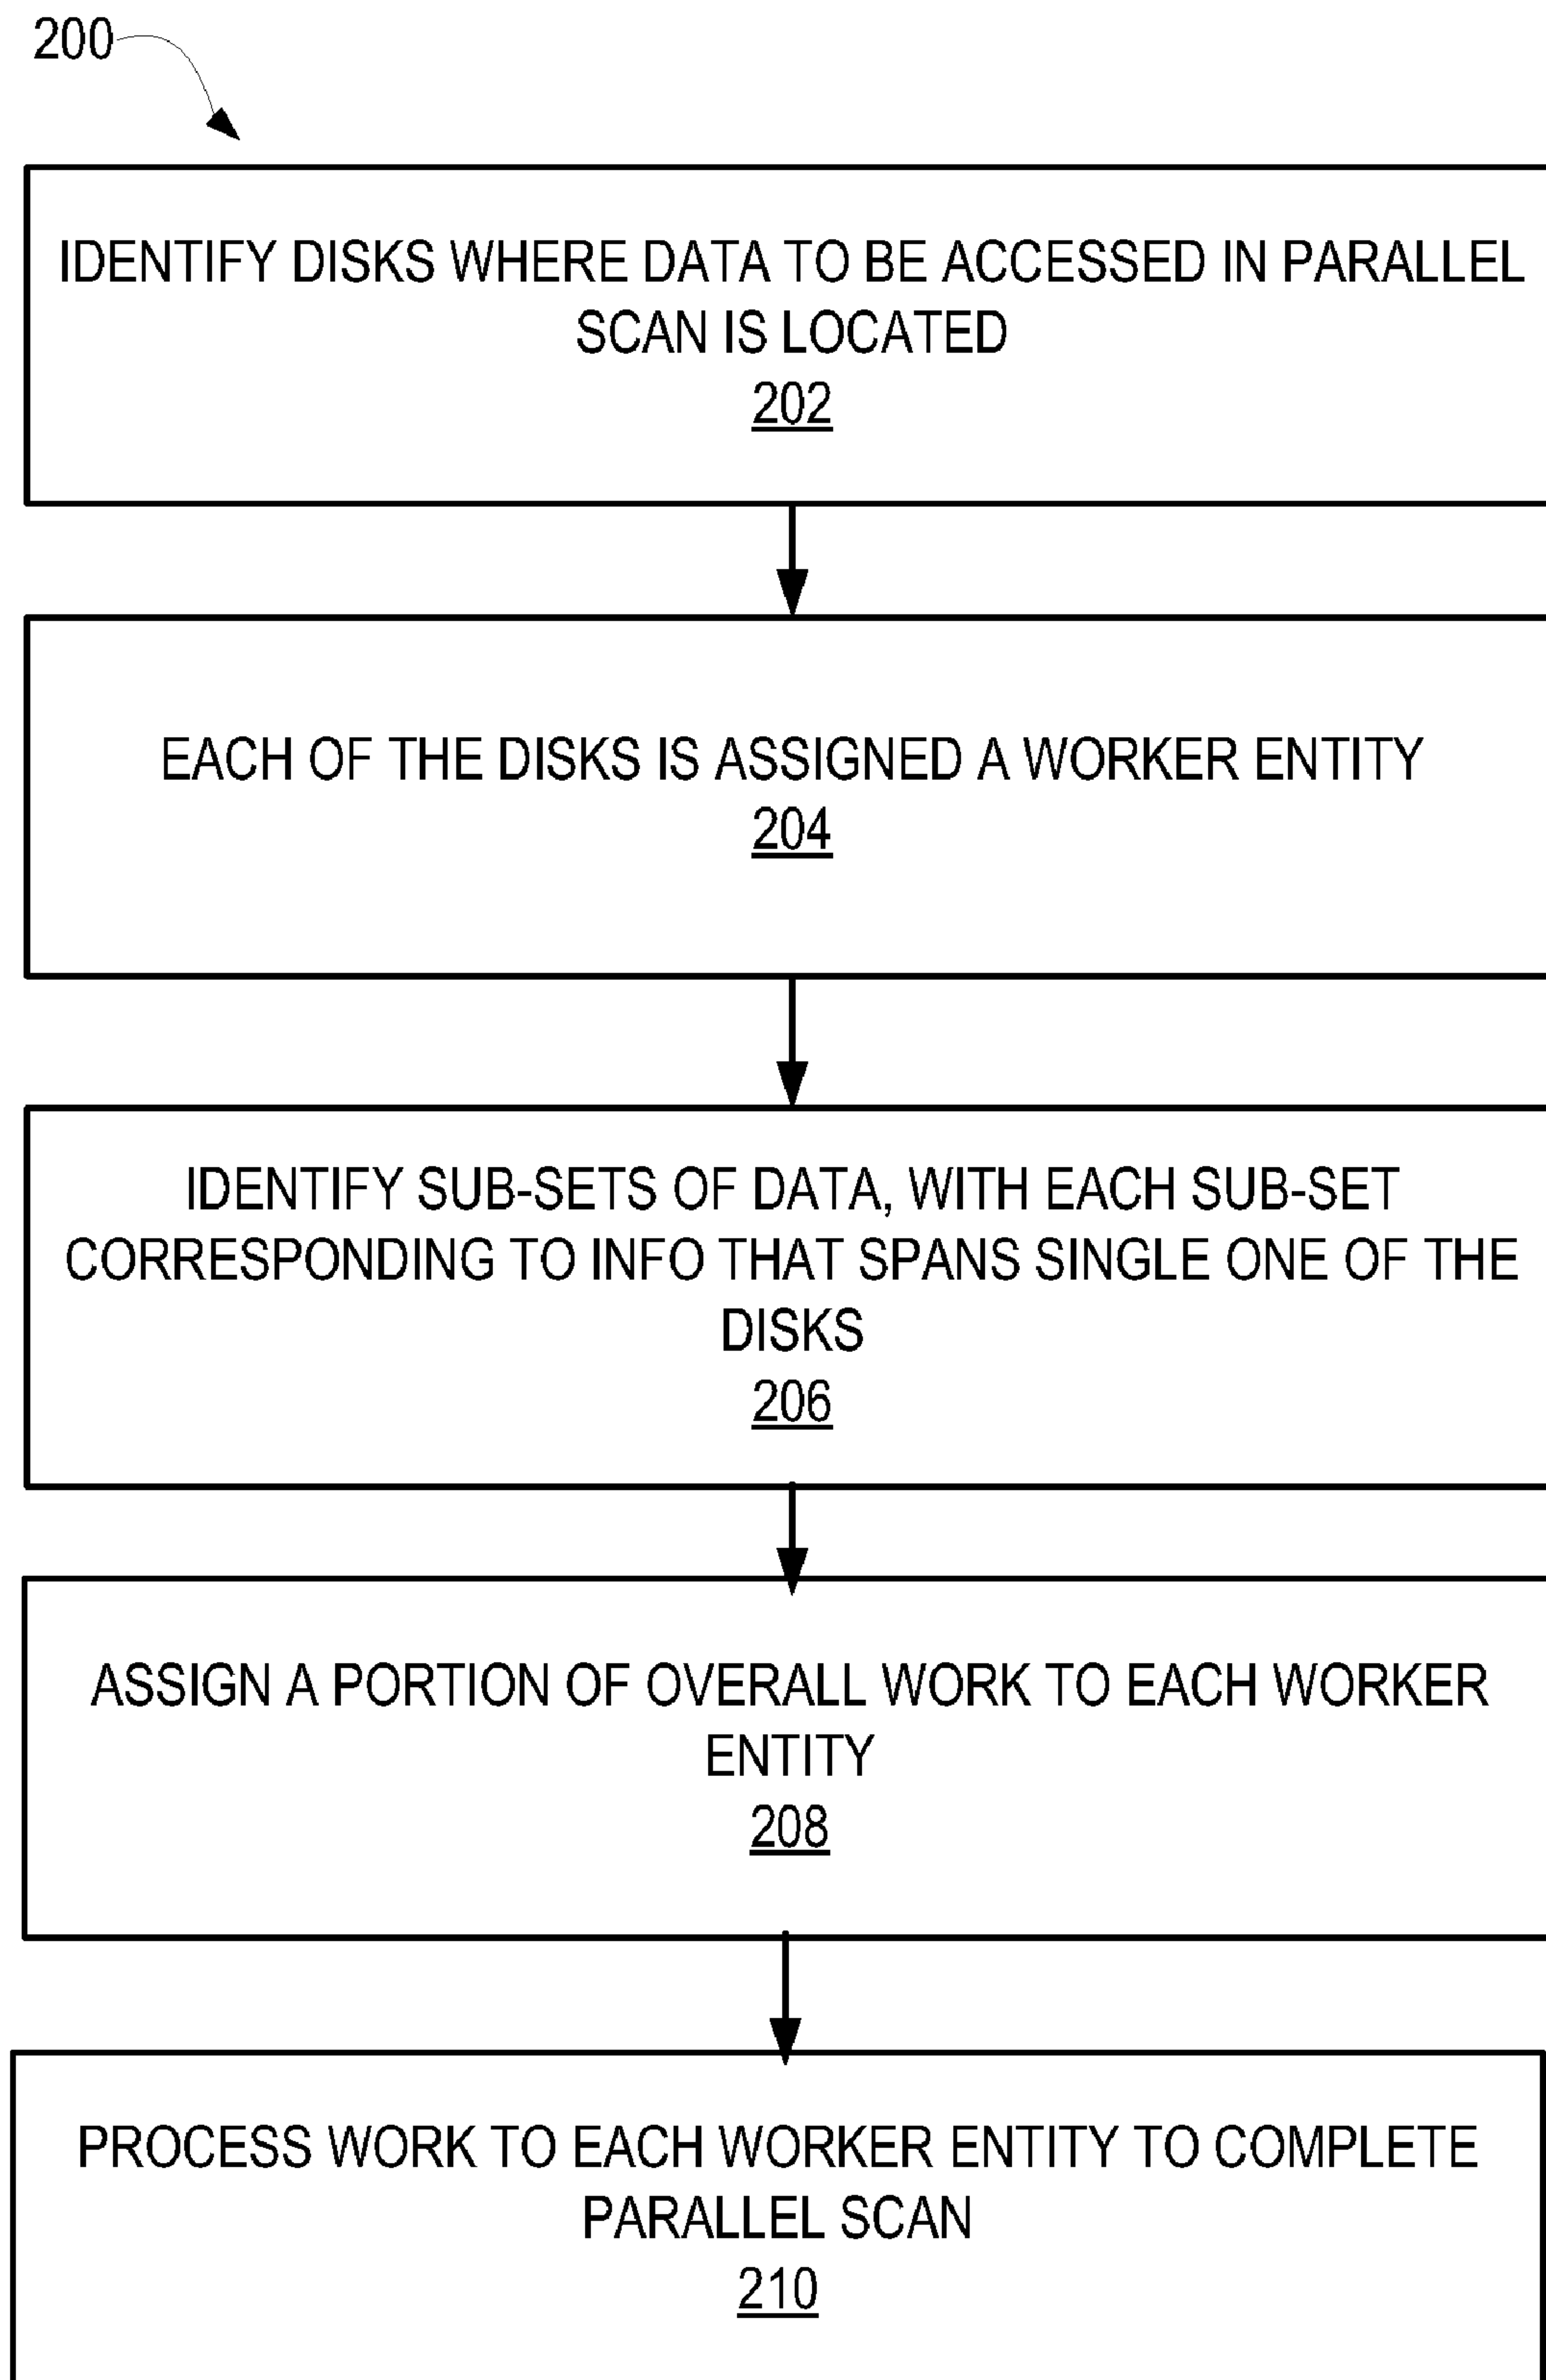 200
IDENTIFY DISKS WHERE DATA TO BE ACCESSED IN PARALLEL
SCAN IS LOCATED
202
EACH OF THE DISKS IS ASSIGNED A WORKER ENTITY
204
IDENTIFY SUB-SETS OF DATA, WITH EACH SUB-SET
CORRESPONDING TO INFO THAT SPANS SINGLE ONE OF THE
DISKS
206
ASSIGN A PORTION OF OVERALL WORK TO EACH WORKER
ENTITY
208
PROCESS WORK TO EACH WORKER ENTITY TO COMPLETE
PARALLEL SCAN
210